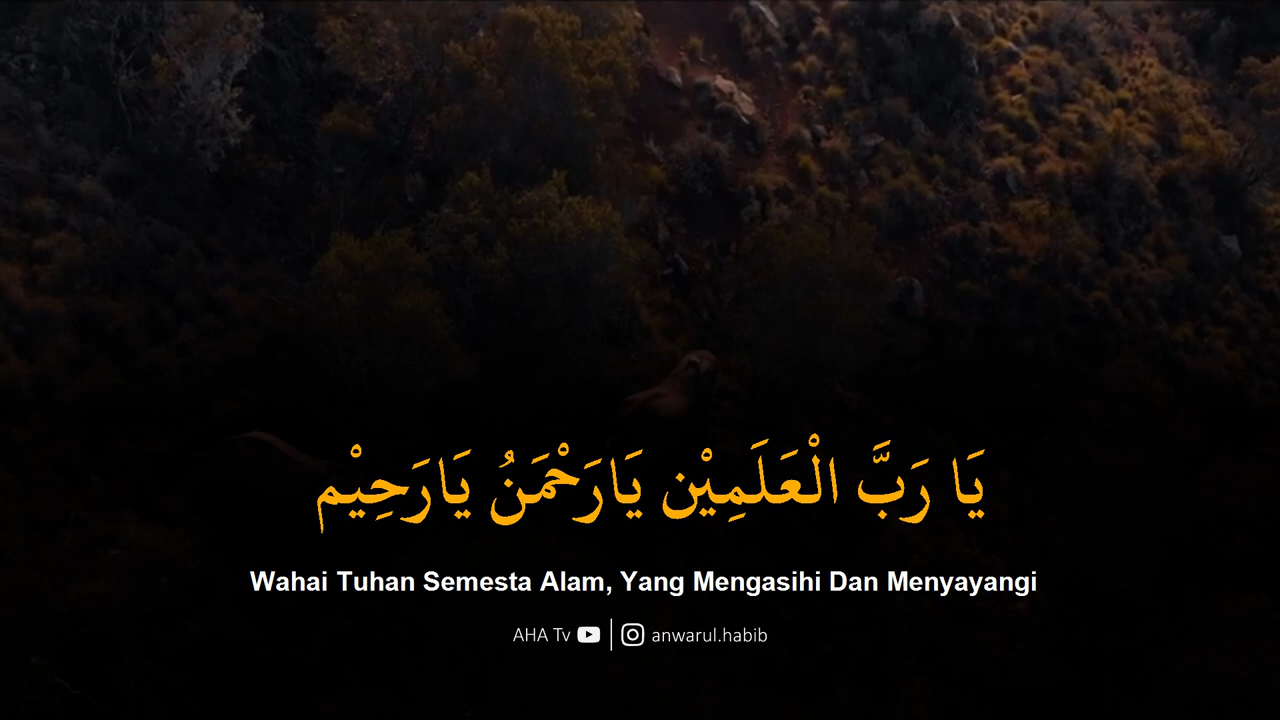 يَا رَبَّ الْعَلَمِيْن يَارَحْمَنُ يَارَحِيْم
Wahai Tuhan Semesta Alam, Yang Mengasihi Dan Menyayangi
AHA Tv | anwarul.habib